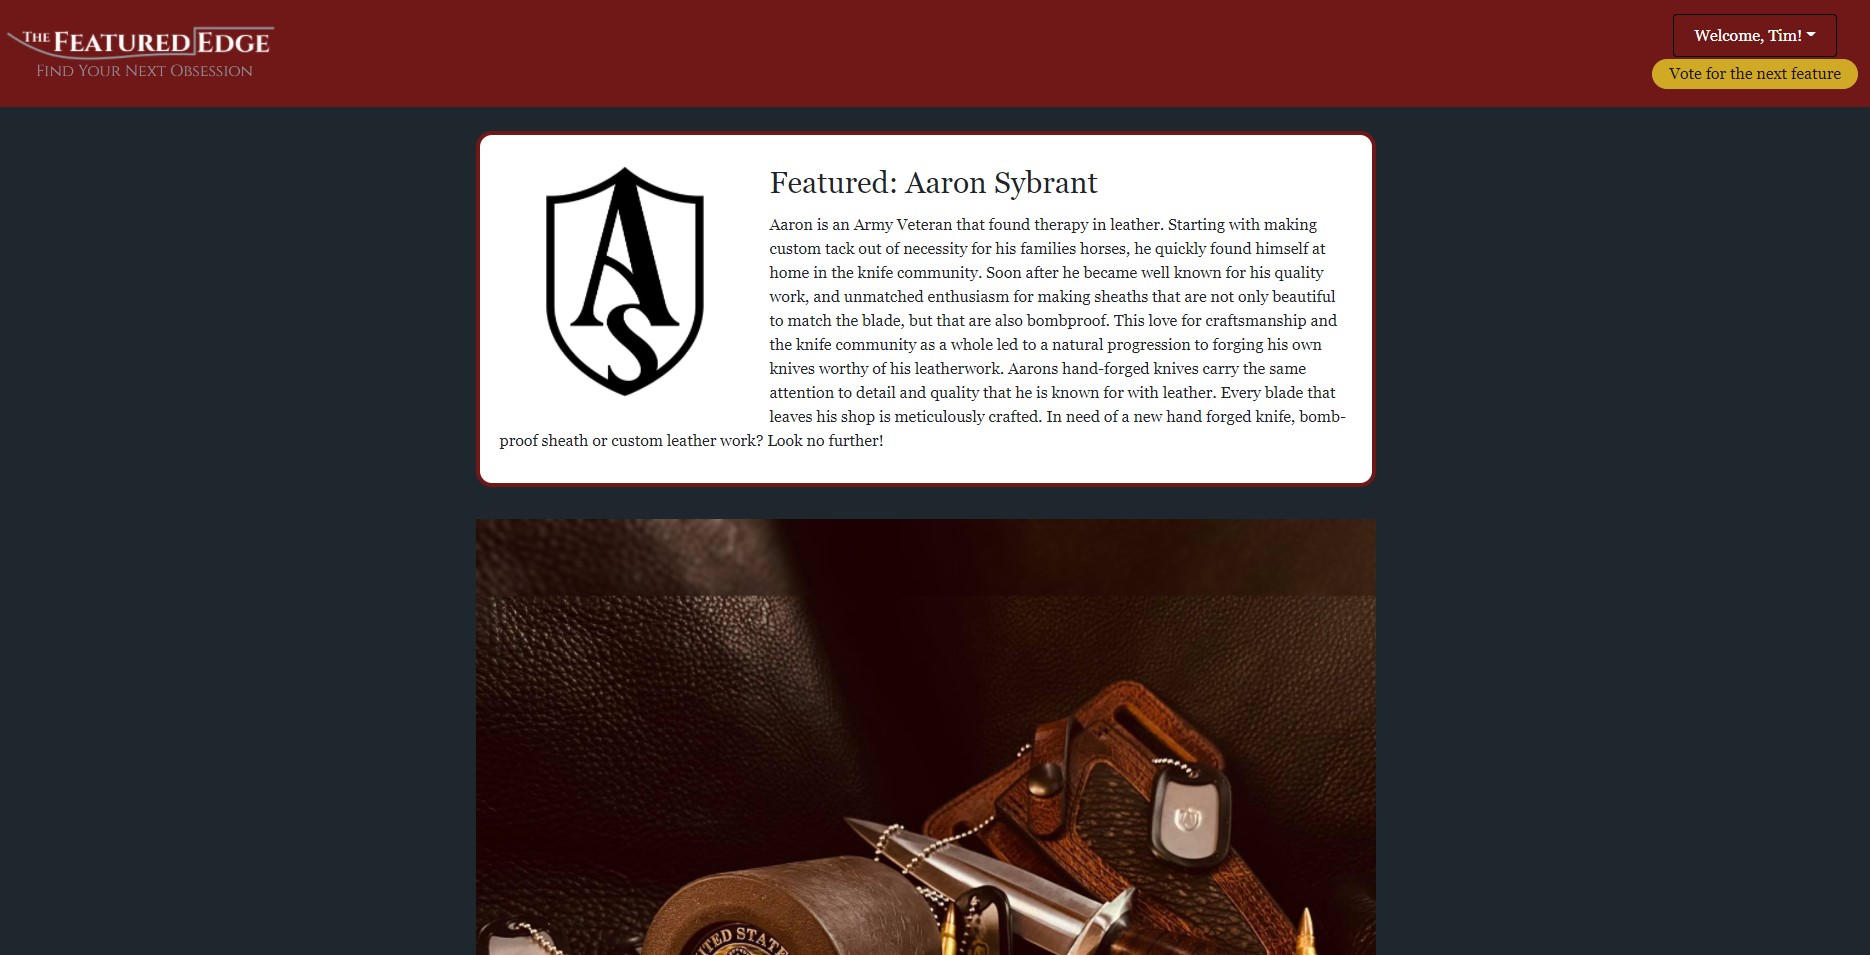 THE FEATURED EDGE
FIND YOUR NEXT OBSESSION
Welcome, Tim!
Vote for the next feature
AS
Featured: Aaron Sybrant
Aaron is an Army Veteran that found therapy in leather. Starting with making
custom tack out of necessity for his families horses, he quickly found himself at
home in the knife community. Soon after he became well known for his quality
work, and unmatched enthusiasm for making sheaths that are not only beautiful
to match the blade, but that are also bombproof. This love for craftsmanship and
the knife community as a whole led to a natural progression to forging his own
knives worthy of his leatherwork. Aarons hand-forged knives carry the same
attention to detail and quality that he is known for with leather. Every blade that
leaves his shop is meticulously crafted. In need of a new hand forged knife, bomb-
proof sheath or custom leather work? Look no further!
ITED STATE